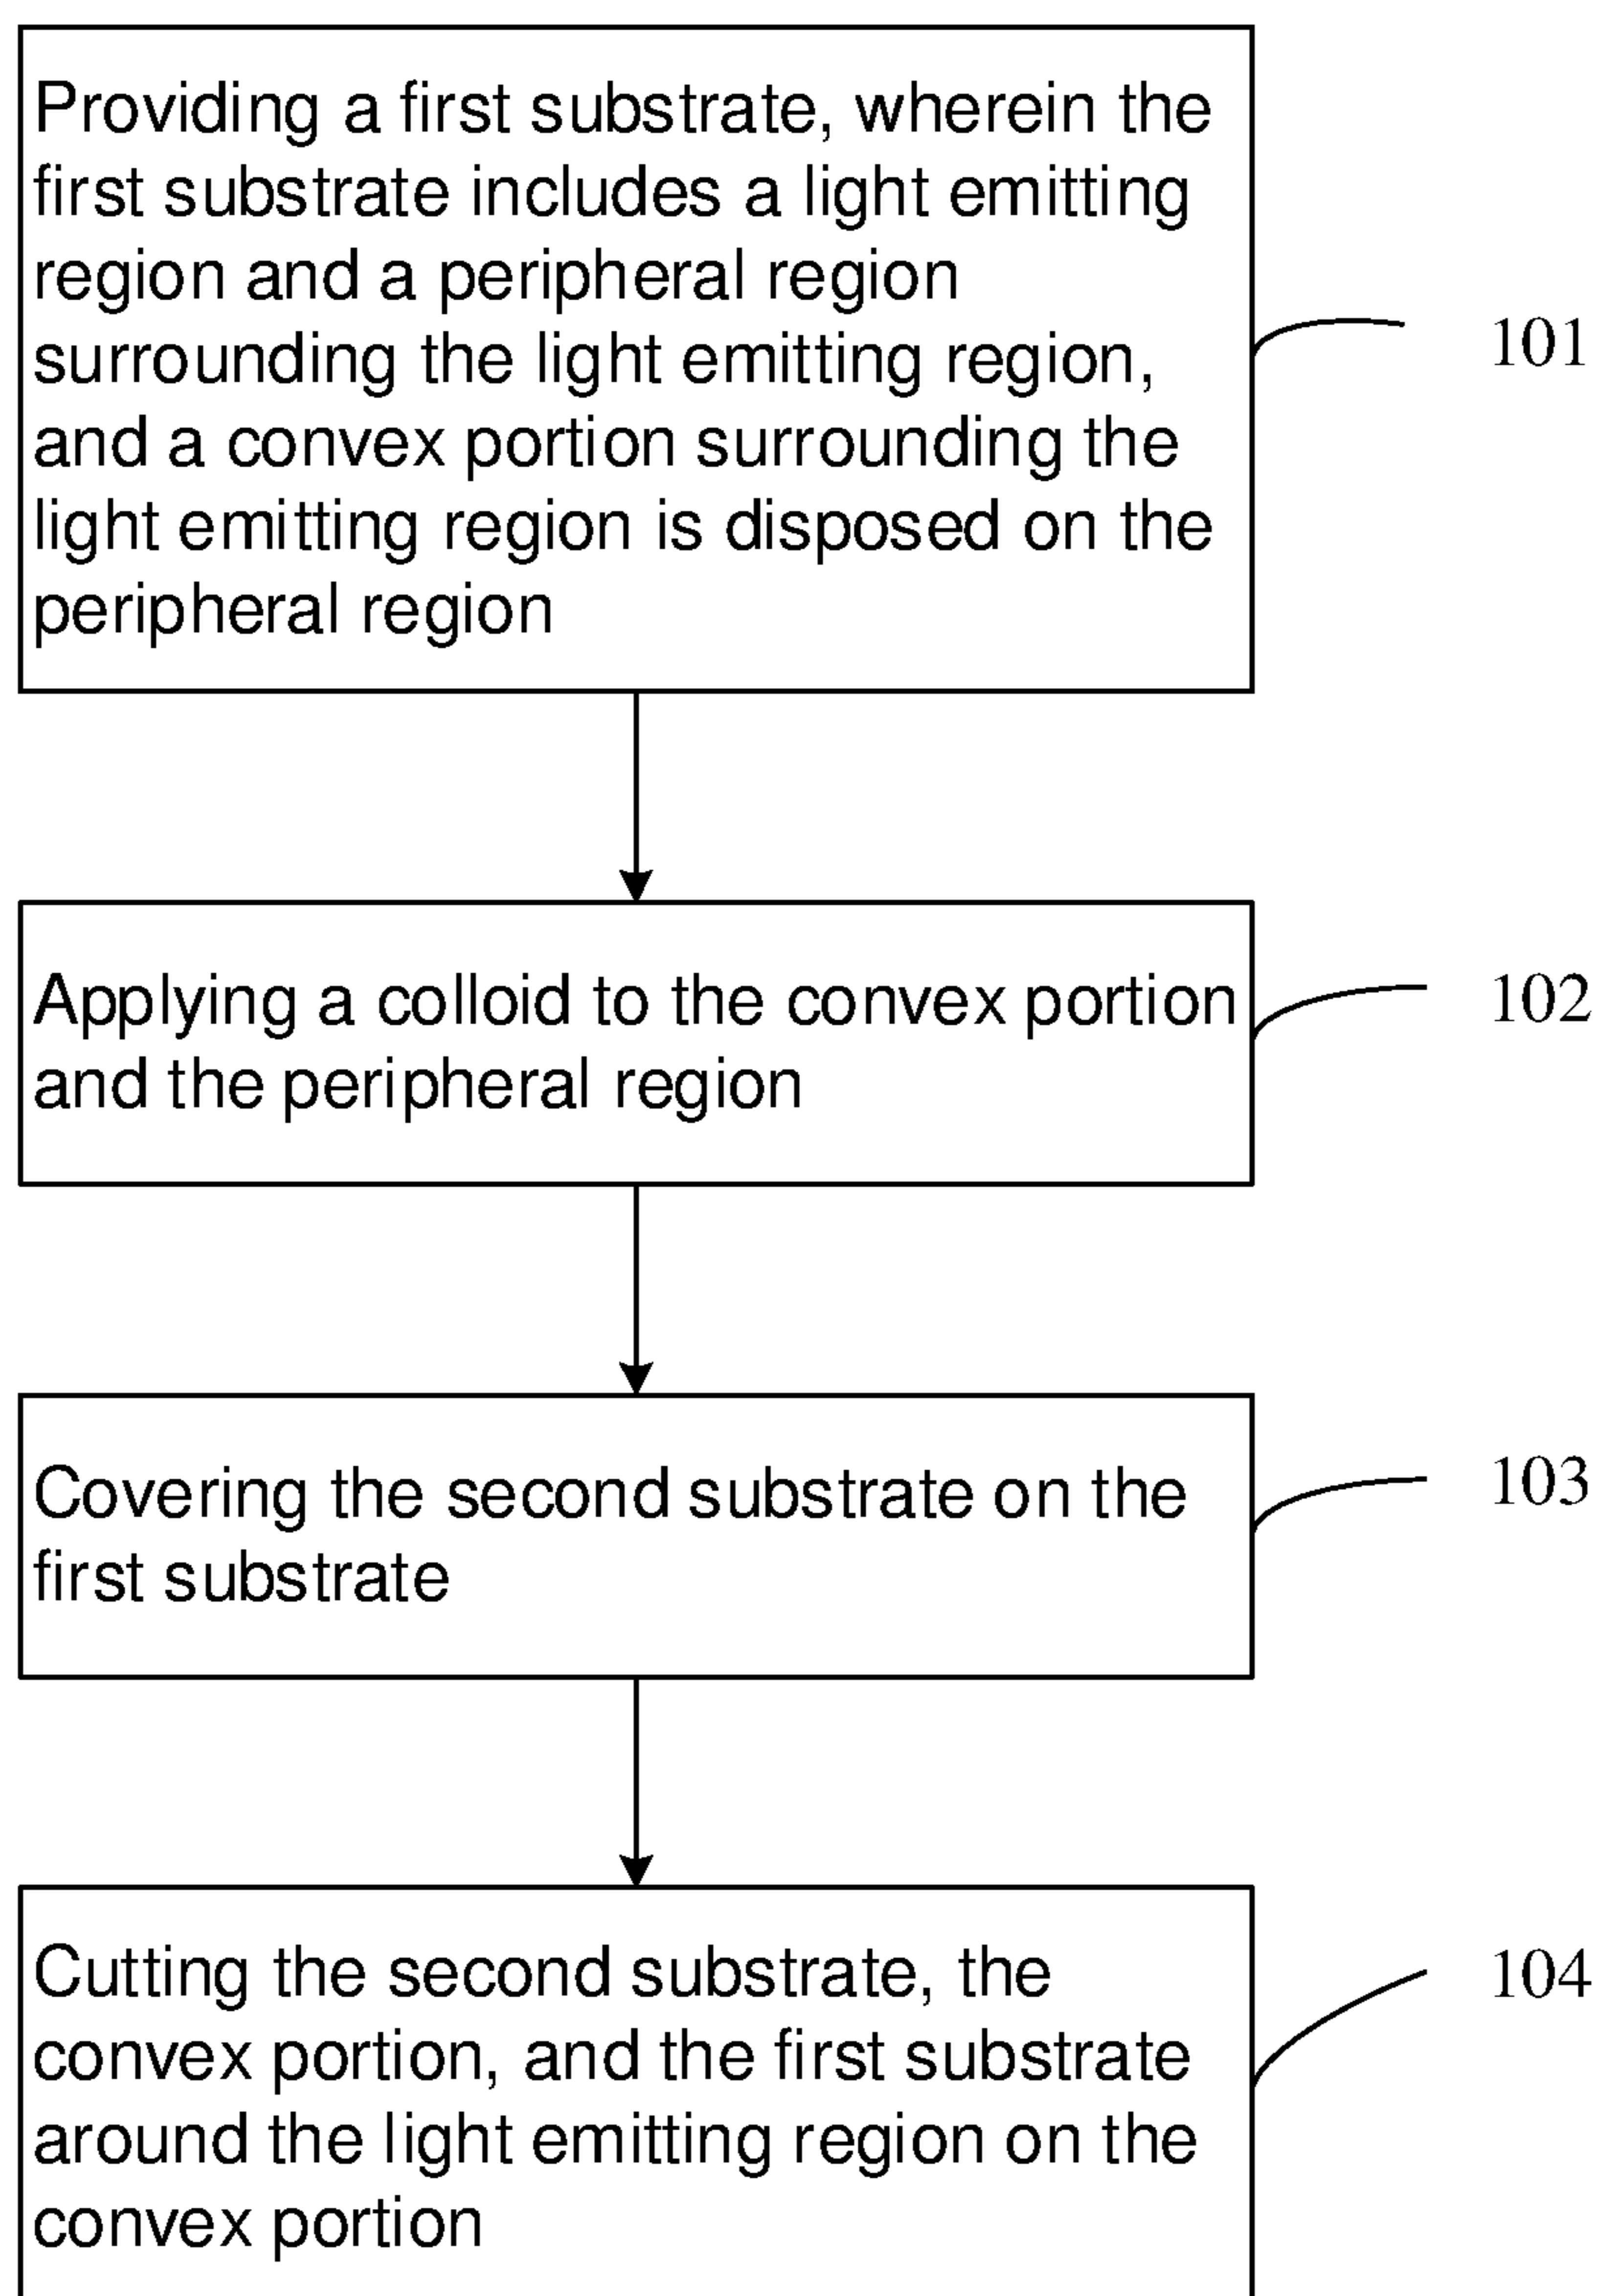 Providing a first substrate, wherein the
first substrate includes a light emitting
region and a peripheral region
surrounding the light emitting region,
and a convex portion surrounding the
light emitting region is disposed on the
peripheral region
101
Applying a colloid to the convex portion
and the peripheral region
102
Covering the second substrate on the
first substrate
103
Cutting the second substrate, the
convex portion, and the first substrate
around the light emitting region on the
convex portion
104